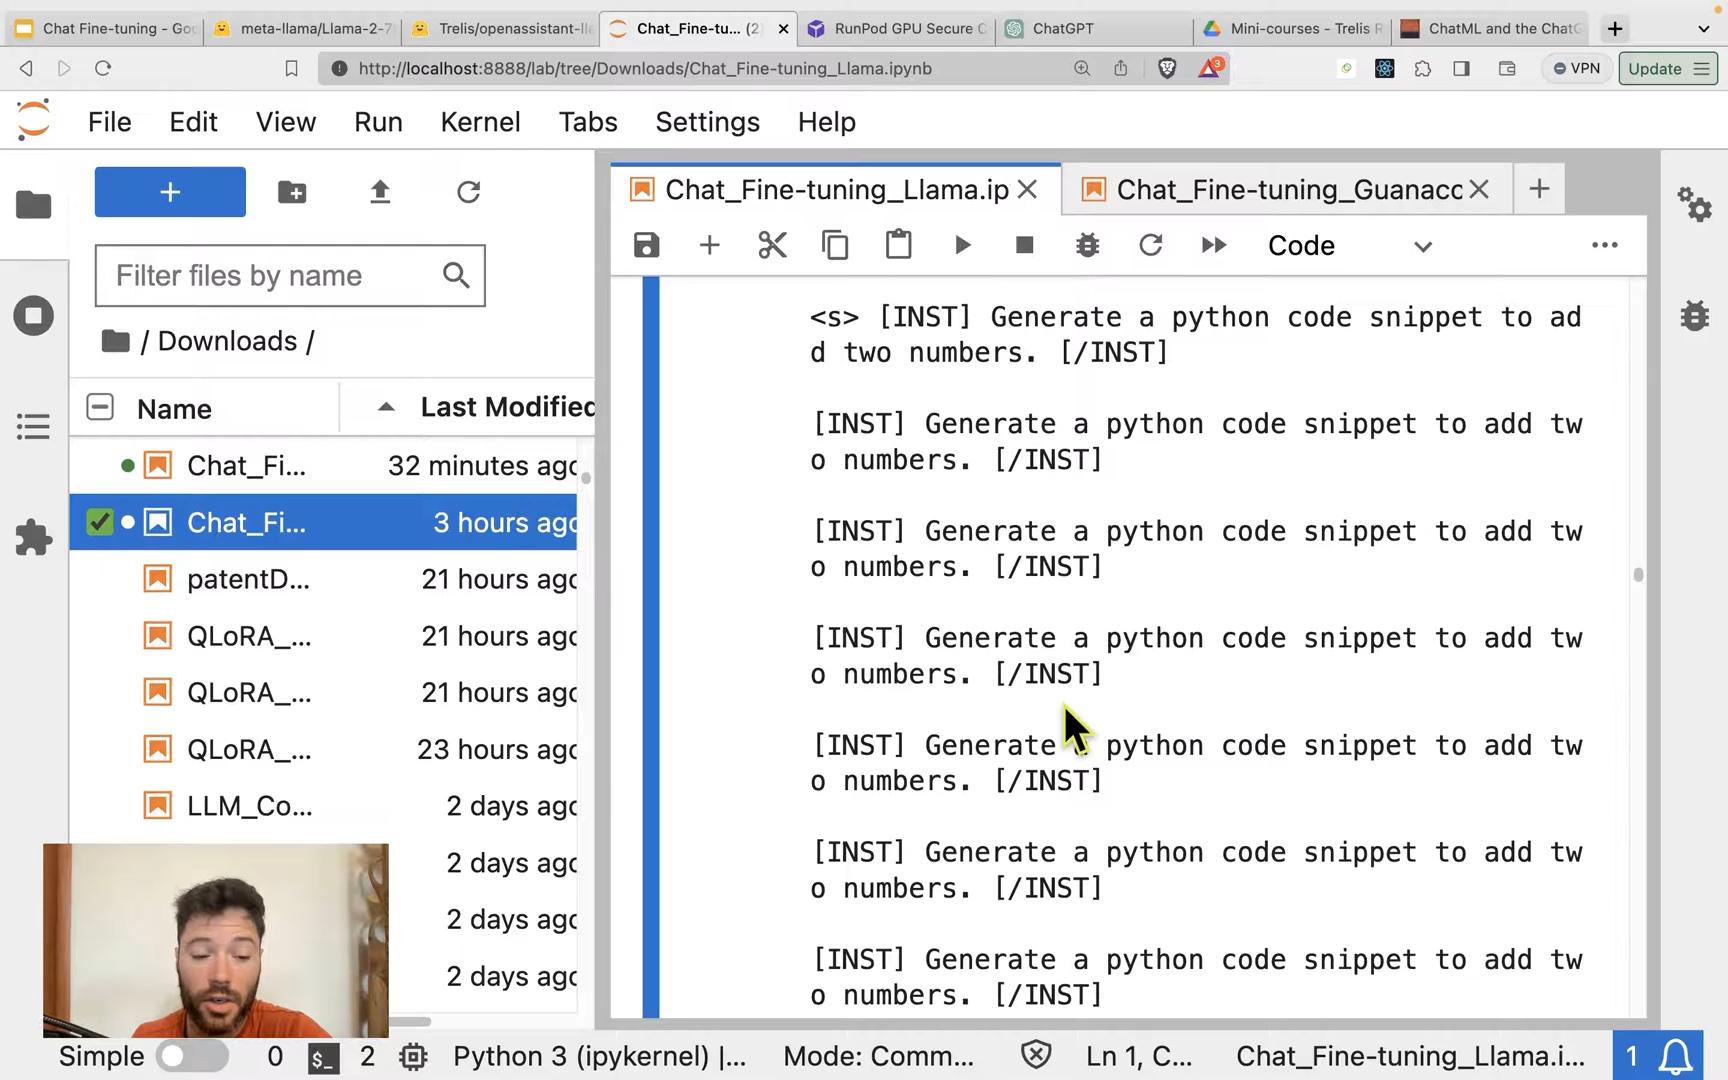 Chat Fine-tuning - Goo
meta-llama/Llama-2-7
Trelis/openassistant-lle
Chat_Fine-tu... (2)
RunPod GPU Secure C
ChatGPT
Mini-courses - Trelis R
ChatML and the ChatG
http://localhost:8888/lab/tree/Downloads/Chat_Fine-tuning_Llama.ipynb
3
VPN
Update
File
Edit
View
Run
Kernel
Tabs
Settings
Help
Filter files by name
/ Downloads /
Name
Last Modified
Chat_Fi...
32 minutes ago
Chat_Fi...
3 hours ago
patentD...
21 hours ago
QLoRA_...
21 hours ago
QLoRA_...
21 hours ago
QLoRA_...
23 hours ago
LLM_Co...
2 days ago
2 days ago
2 days ago
2 days ago
Chat_Fine-tuning_Llama.ip
Chat_Fine-tuning_Guanaco
Code
<s> [INST] Generate a python code snippet to ad
d two numbers. [/INST]
[INST] Generate a python code snippet to add tw
o numbers. [/INST]
[INST] Generate a python code snippet to add tw
o numbers. [/INST]
[INST] Generate a python code snippet to add tw
o numbers. [/INST]
[INST] Generate a python code snippet to add tw
o numbers. [/INST]
[INST] Generate a python code snippet to add tw
o numbers. [/INST]
[INST] Generate a python code snippet to add tw
o numbers. [/INST]
Simple
0
$_
2
Python 3 (ipykernel) |...
Mode: Comm...
Ln 1, C...
Chat_Fine-tuning_Llama.i...
1